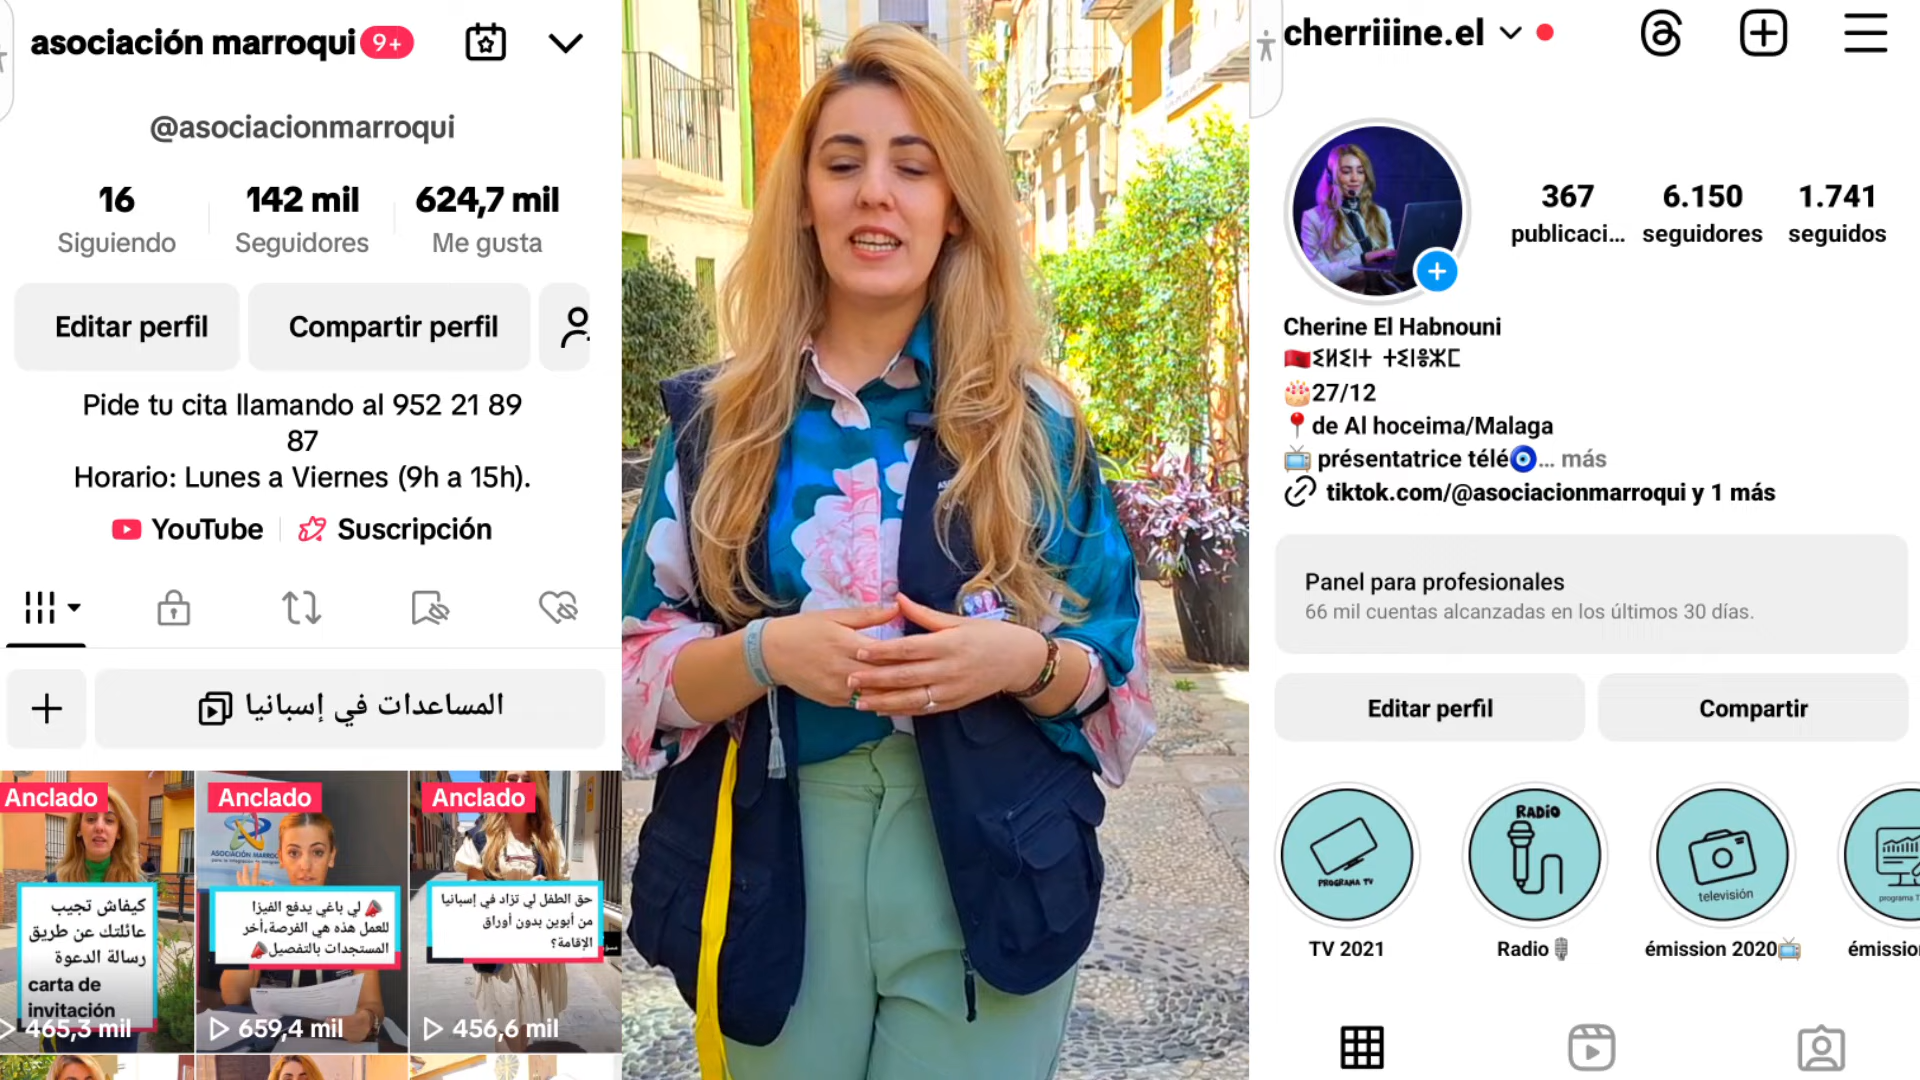 asociación marroqui 9+
@asociacionmarroqui
16
Siguiendo
142 mil
Seguidores
624,7 mil
Me gusta
Editar perfil
Compartir perfil
Pide tu cita llamando al 952 21 89
87
Horario: Lunes a Viernes (9h a 15h).
YouTube
Suscripción
المساعدات في إسبانيا
Anclado
كيفاش تجيب
عائلتك عن طريق
رسالة الدعوة
carta de
invitación
465,3 mil
Anclado
ASOCIACIÓN MARROQ
لي باغي يدفع الفيزا
للعمل هذه هي الفرصة،أخر
المستجدات بالتفصيل
659,4 mil
Anclado
حق الطفل لي تزاد في إسبانيا
من أبوين بدون أوراق
الإقامة؟
456,6 mil
cherriiine.el
367
publicaci...
6.150
seguidores
1.741
seguidos
Cherine El Habnouni
ⵉⵍⵉⵏⵜ ⵜⵉⵏⵓⵣⵎ
27/12
de Al hoceima/Malaga
présentatrice télé... más
tiktok.com/@asociacionmarroqui y 1 más
Panel para profesionales
66 mil cuentas alcanzadas en los últimos 30 días.
Editar perfil
Compartir
PROGRAMA TV
TV 2021
RADIO
Radio
televisión
émission 2020
programa T
émission